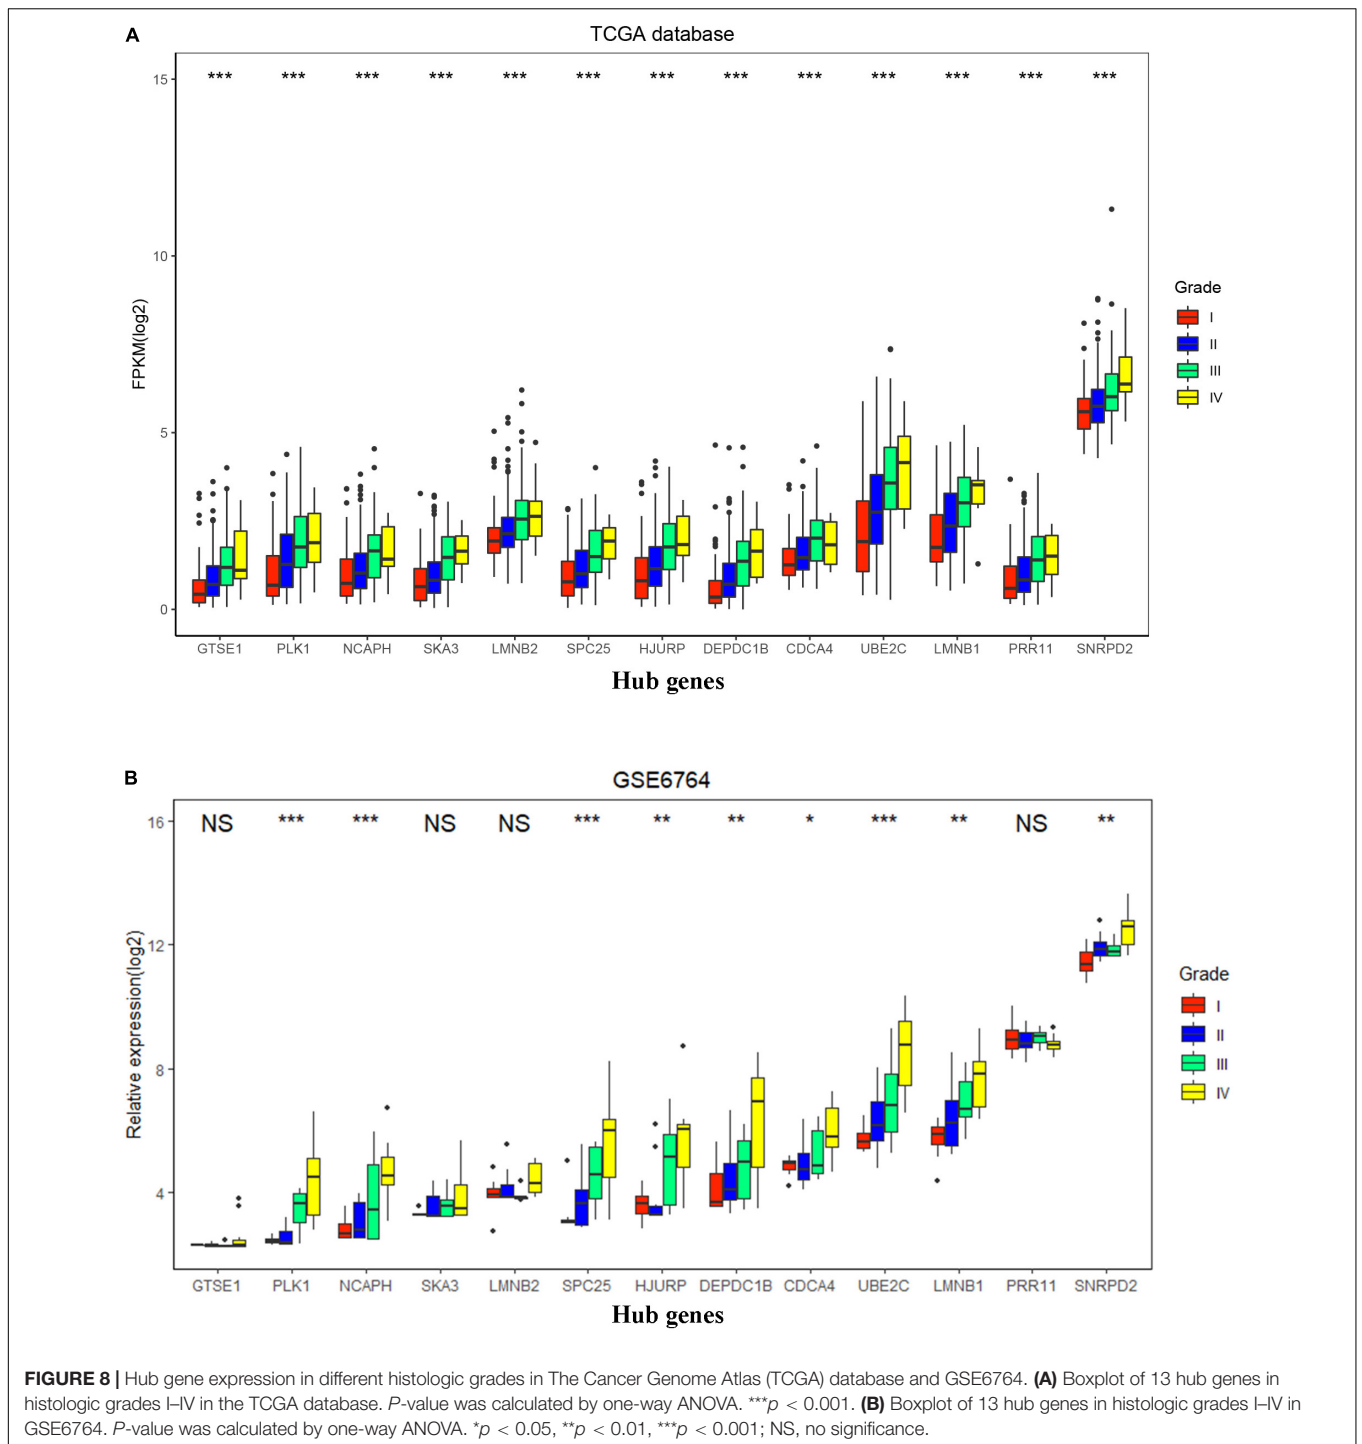 A
TCGA database
*** *** *** *** *** *** *** *** *** *** *** *** ***
15
10
5
0
FPKM(log2)
GTSE1 PLK1 NCAPH SKA3 LMNB2 SPC25 HJURP DEPDC1B CDCA4 UBE2C LMNB1 PRR11 SNRPD2
Hub genes
Grade
I
II
III
IV
B
GSE6764
NS *** *** NS NS *** ** ** * *** ** NS **
16
12
8
4
Relative expression(log2)
GTSE1 PLK1 NCAPH SKA3 LMNB2 SPC25 HJURP DEPDC1B CDCA4 UBE2C LMNB1 PRR11 SNRPD2
Hub genes
Grade
I
II
III
IV
FIGURE 8 | Hub gene expression in different histologic grades in The Cancer Genome Atlas (TCGA) database and GSE6764. (A) Boxplot of 13 hub genes in
histologic grades I–IV in the TCGA database. P-value was calculated by one-way ANOVA. ***p < 0.001. (B) Boxplot of 13 hub genes in histologic grades I–IV in
GSE6764. P-value was calculated by one-way ANOVA. *p < 0.05, **p < 0.01, ***p < 0.001; NS, no significance.